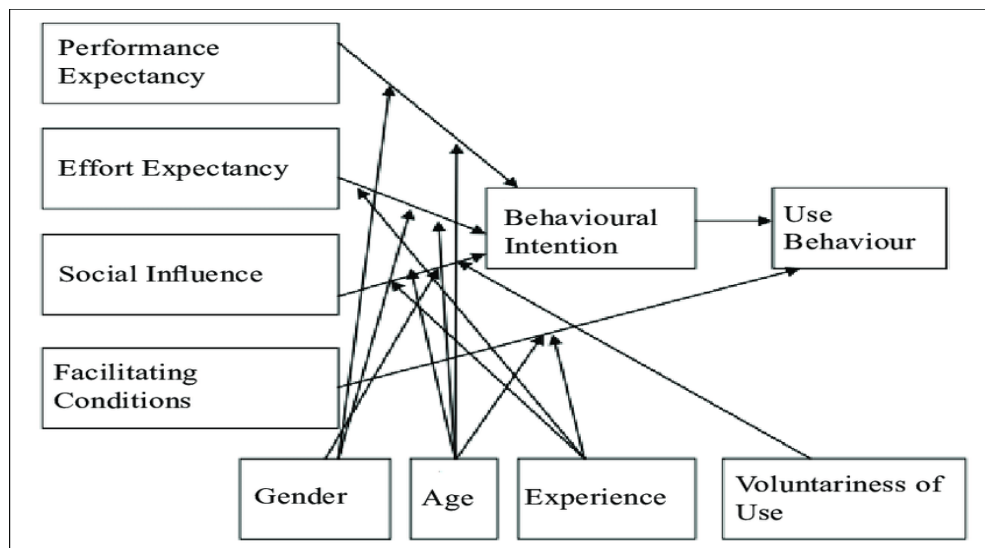 Performance
Expectancy
Effort Expectancy
Social Influence
Facilitating
Conditions
Behavioural
Intention
Use
Behaviour
Gender
Age
Experience
Voluntariness of
Use